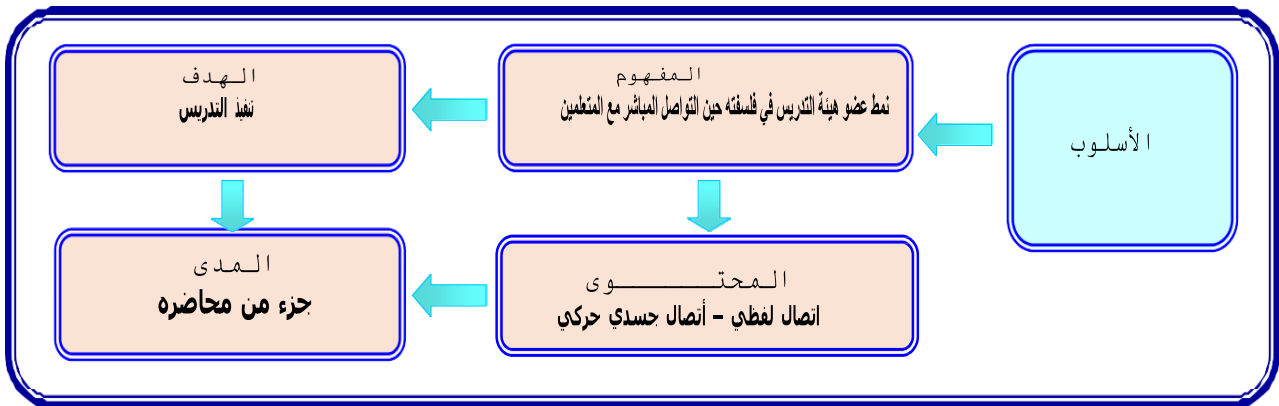 الأسلوب
المفهوم
نمط عضو هيئة التدريس في فلسفته حين التواصل المباشر مع المتعلمين
الهدف
تنفيذ التدريس
المحتــــــــوى
اتصال لفظي – أتصال جسدي حركي
المدى
جزء من محاضره